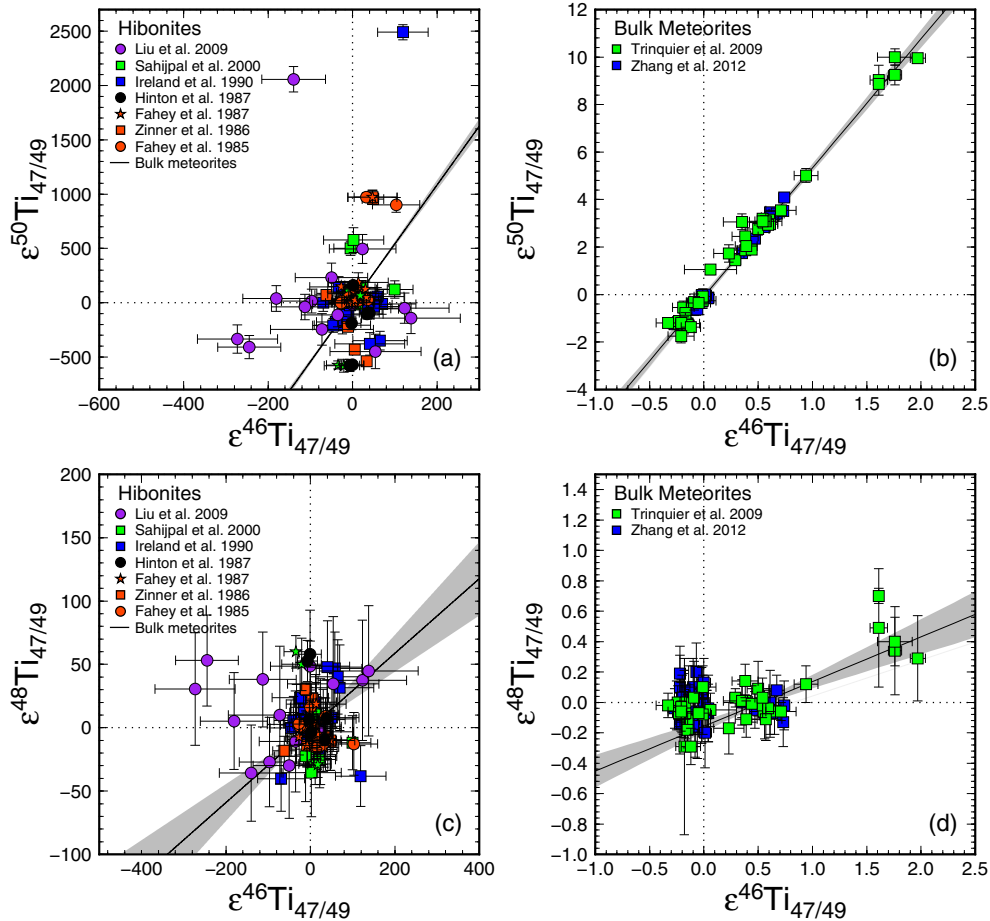 Hibonites
Liu et al. 2009
Sahijpal et al. 2000
Ireland et al. 1990
Hinton et al. 1987
Fahey et al. 1987
Zinner et al. 1986
Fahey et al. 1985
Bulk meteorites
2500
2000
1500
1000
500
0
−500
ε⁵⁰Ti₄₇/₄₉
(a)
−600 −400 −200 0 200
ε⁴⁶Ti₄₇/₄₉
Bulk Meteorites
Trinquier et al. 2009
Zhang et al. 2012
12
10
8
6
4
2
0
−2
−4
ε⁵⁰Ti₄₇/₄₉
(b)
−1.0 −0.5 0.0 0.5 1.0 1.5 2.0 2.5
ε⁴⁶Ti₄₇/₄₉
Hibonites
Liu et al. 2009
Sahijpal et al. 2000
Ireland et al. 1990
Hinton et al. 1987
Fahey et al. 1987
Zinner et al. 1986
Fahey et al. 1985
Bulk meteorites
200
150
100
50
0
−50
−100
ε⁴⁸Ti₄₇/₄₉
(c)
−400 −200 0 200 400
ε⁴⁶Ti₄₇/₄₉
Bulk Meteorites
Trinquier et al. 2009
Zhang et al. 2012
1.4
1.2
1.0
0.8
0.6
0.4
0.2
0.0
−0.2
−0.4
−0.6
−0.8
−1.0
ε⁴⁸Ti₄₇/₄₉
(d)
−1.0 −0.5 0.0 0.5 1.0 1.5 2.0 2.5
ε⁴⁶Ti₄₇/₄₉